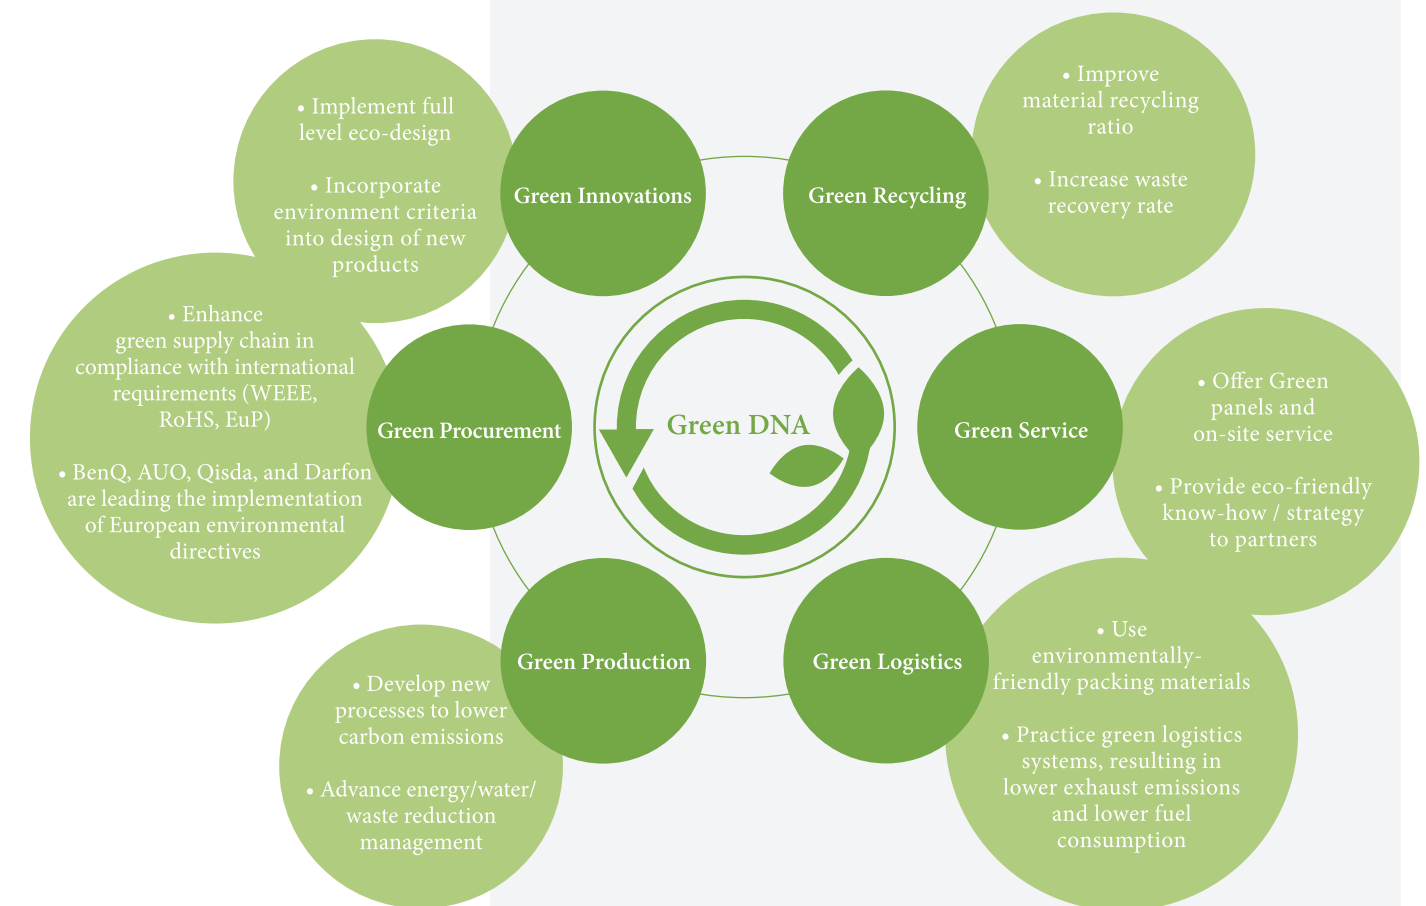 • Implement full
level eco-design
• Incorporate
environment criteria
into design of new
products
Green Innovations
Green Recycling
• Improve
material recycling
ratio
• Increase waste
recovery rate
• Enhance
green supply chain in
compliance with international
requirements (WEEE,
RoHS, EuP)
• BenQ, AUO, Qisda, and Darfon
are leading the implementation
of European environmental
directives
Green Procurement
Green DNA
Green Service
• Offer Green
panels and
on-site service
• Provide eco-friendly
know-how / strategy
to partners
• Develop new
processes to lower
carbon emissions
• Advance energy/water/
waste reduction
management
Green Production
Green Logistics
• Use
environmentally-
friendly packing materials
• Practice green logistics
systems, resulting in
lower exhaust emissions
and lower fuel
consumption